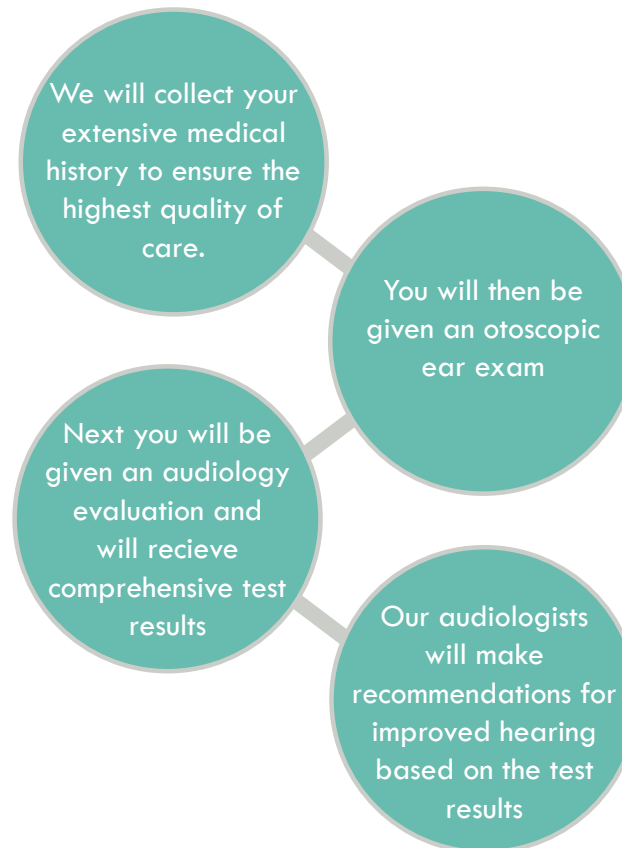 We will collect your
extensive medical
history to ensure the
highest quality of
care.
You will then be
given an otoscopic
ear exam
Next you will be
given an audiology
evaluation and
will recieve
comprehensive test
results
Our audiologists
will make
recommendations for
improved hearing
based on the test
results